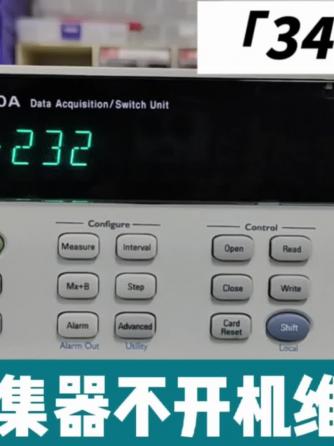 「34
0A Data Acquisition/Switch Unit
-232
Configure
Control
Measure
Interval
Open
Read
Mx+B
Step
Close
Write
Alarm
Advanced
Card
Reset
Shift
Alarm Out
Utility
Local
集器不开机维